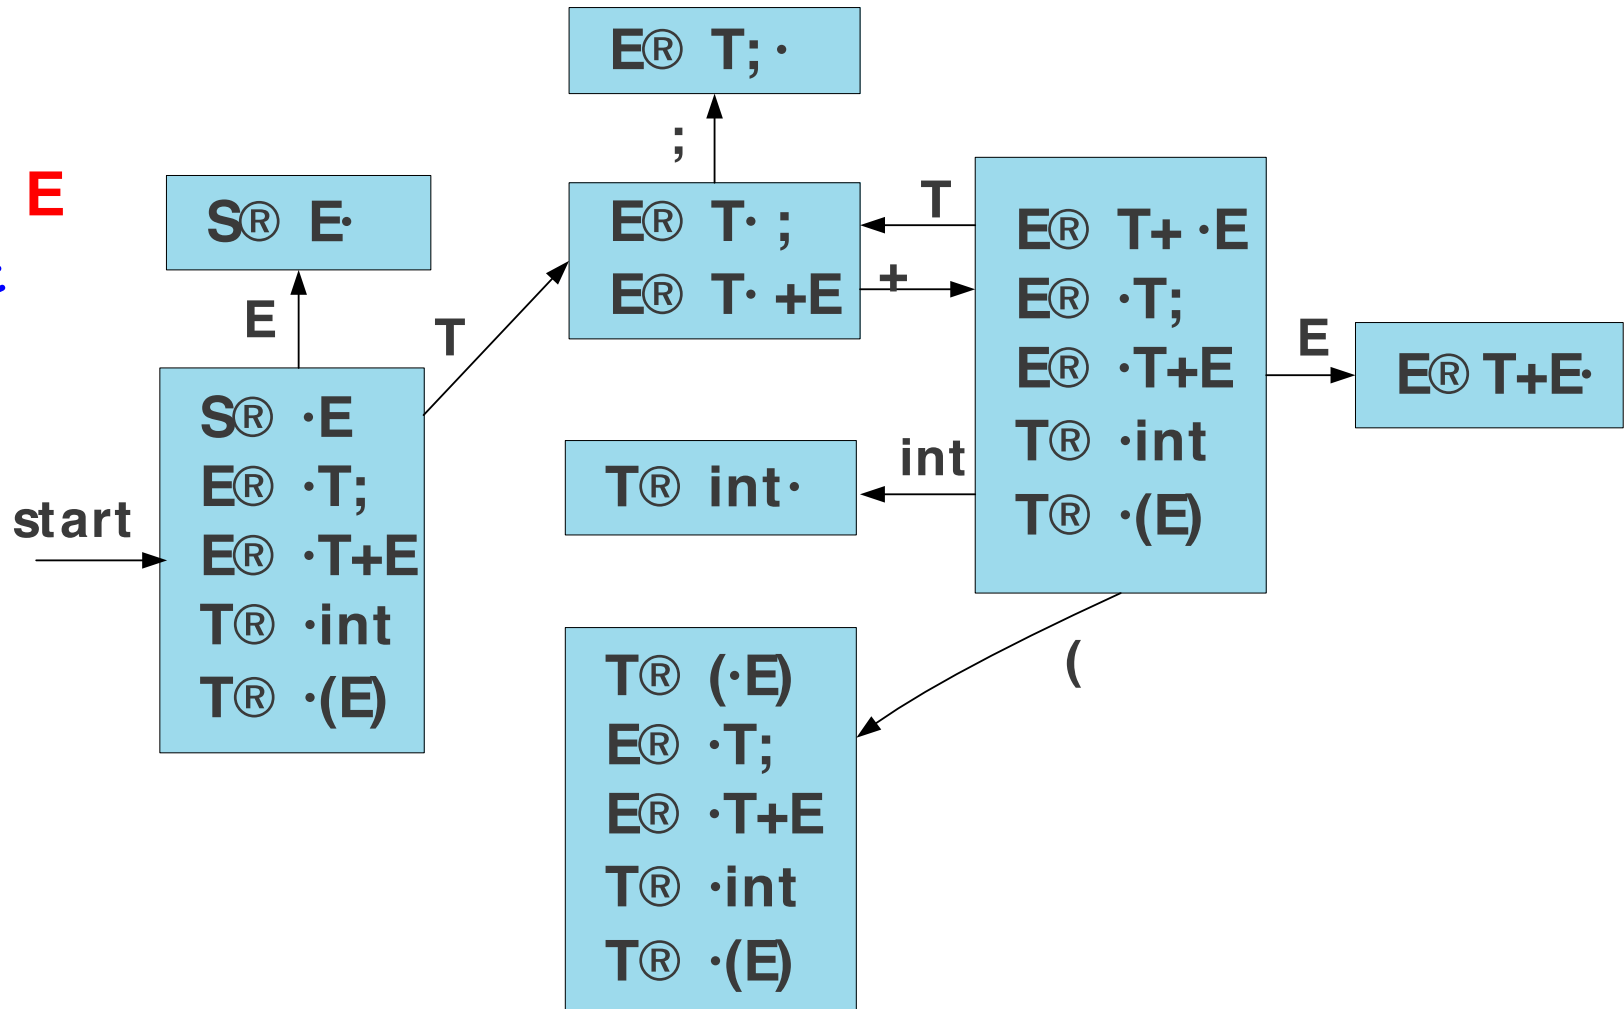 E® T; ·
;
E
S® E·
E® T· ;
E® T· +E
T
+
E® T+ ·E
E® ·T;
E® ·T+E
T® ·int
T® ·(E)
E
E® T+E·
E
T
S® ·E
E® ·T;
E® ·T+E
T® ·int
T® ·(E)
start
T® int·
int
(
T® (·E)
E® ·T;
E® ·T+E
T® ·int
T® ·(E)